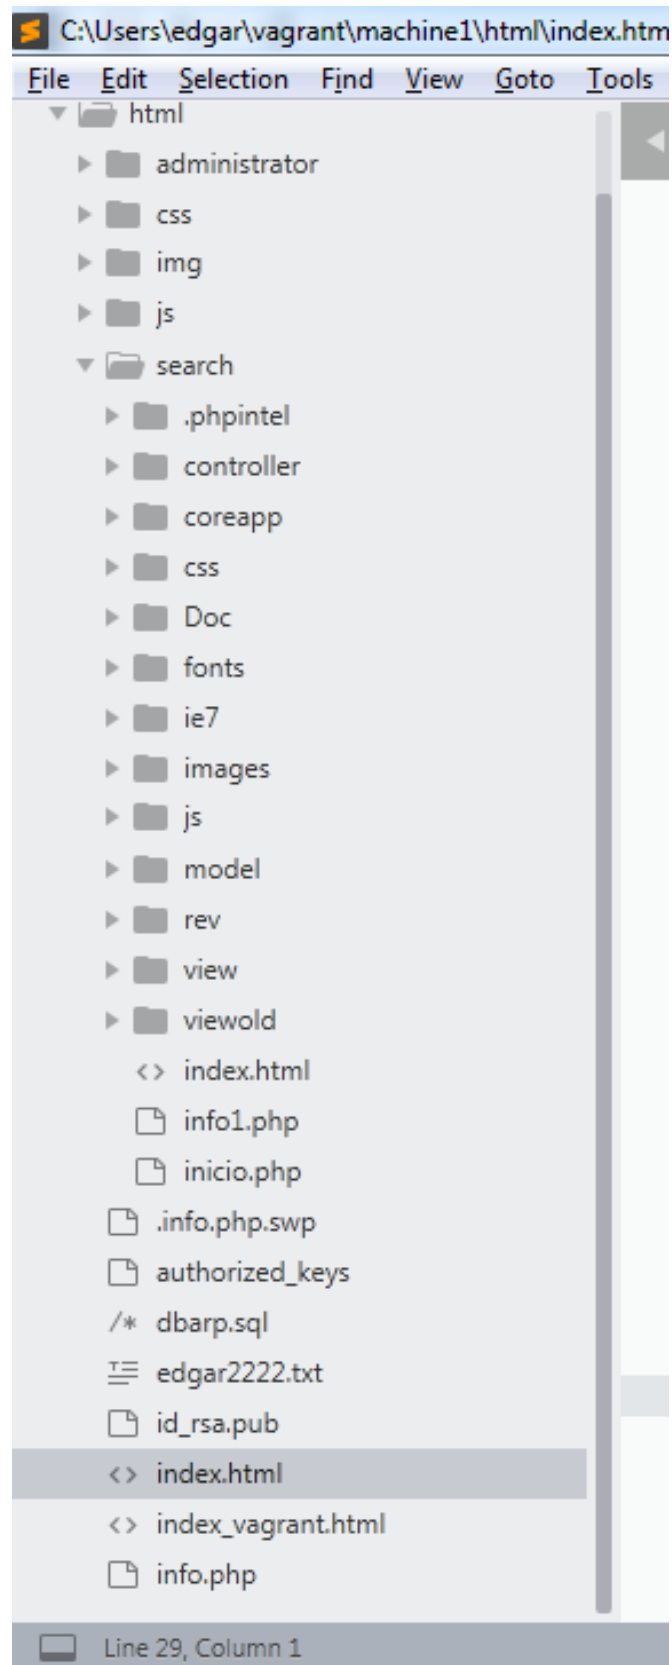 C:\Users\edgar\vagrant\machine1\html\index.htm
File Edit Selection Find View Goto Tools
html
administrator
css
img
js
search
.phpintel
controller
coreapp
css
Doc
fonts
ie7
images
js
model
rev
view
viewold
<> index.html
info1.php
inicio.php
.info.php.swp
authorized_keys
/* dbarp.sql
edgar2222.txt
id_rsa.pub
<> index.html
<> index_vagrant.html
info.php
Line 29, Column 1